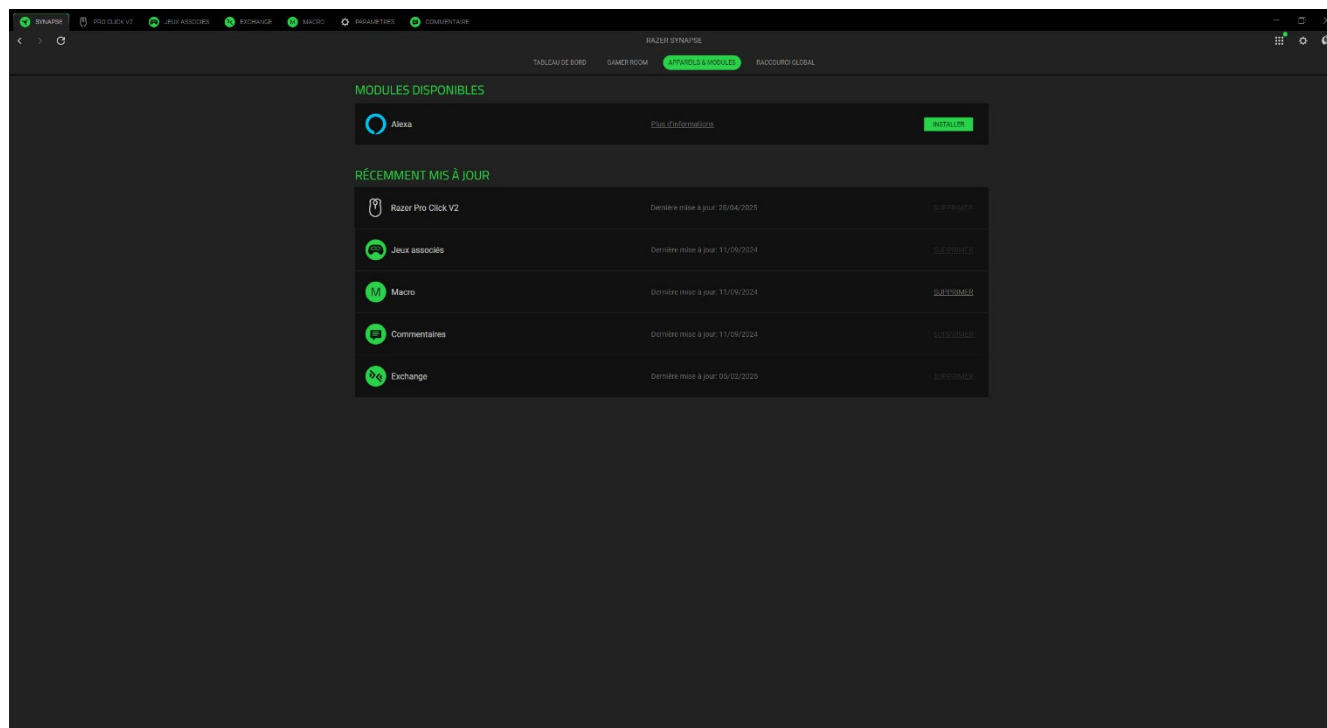 SYNAPSE PRO CLICK V2 JEUX ASSOCIES EXCHANGE MACRO PARAMETRES COMMENTAIRE
RAZER SYNAPSE
TABLEAU DE BORD GAMER ROOM APPAREILS & MODULES RACCOURCI GLOBAL
MODULES DISPONIBLES
Alexa Plus d'informations INSTALLER
RÉCEMMENT MIS À JOUR
Razer Pro Click V2 Dernière mise à jour: 28/04/2025 SUPPRIMER
Jeux associés Dernière mise à jour: 11/09/2024 SUPPRIMER
M Macro Dernière mise à jour: 11/09/2024 SUPPRIMER
Commentaires Dernière mise à jour: 11/09/2024 SUPPRIMER
Exchange Dernière mise à jour: 05/02/2025 SUPPRIMER